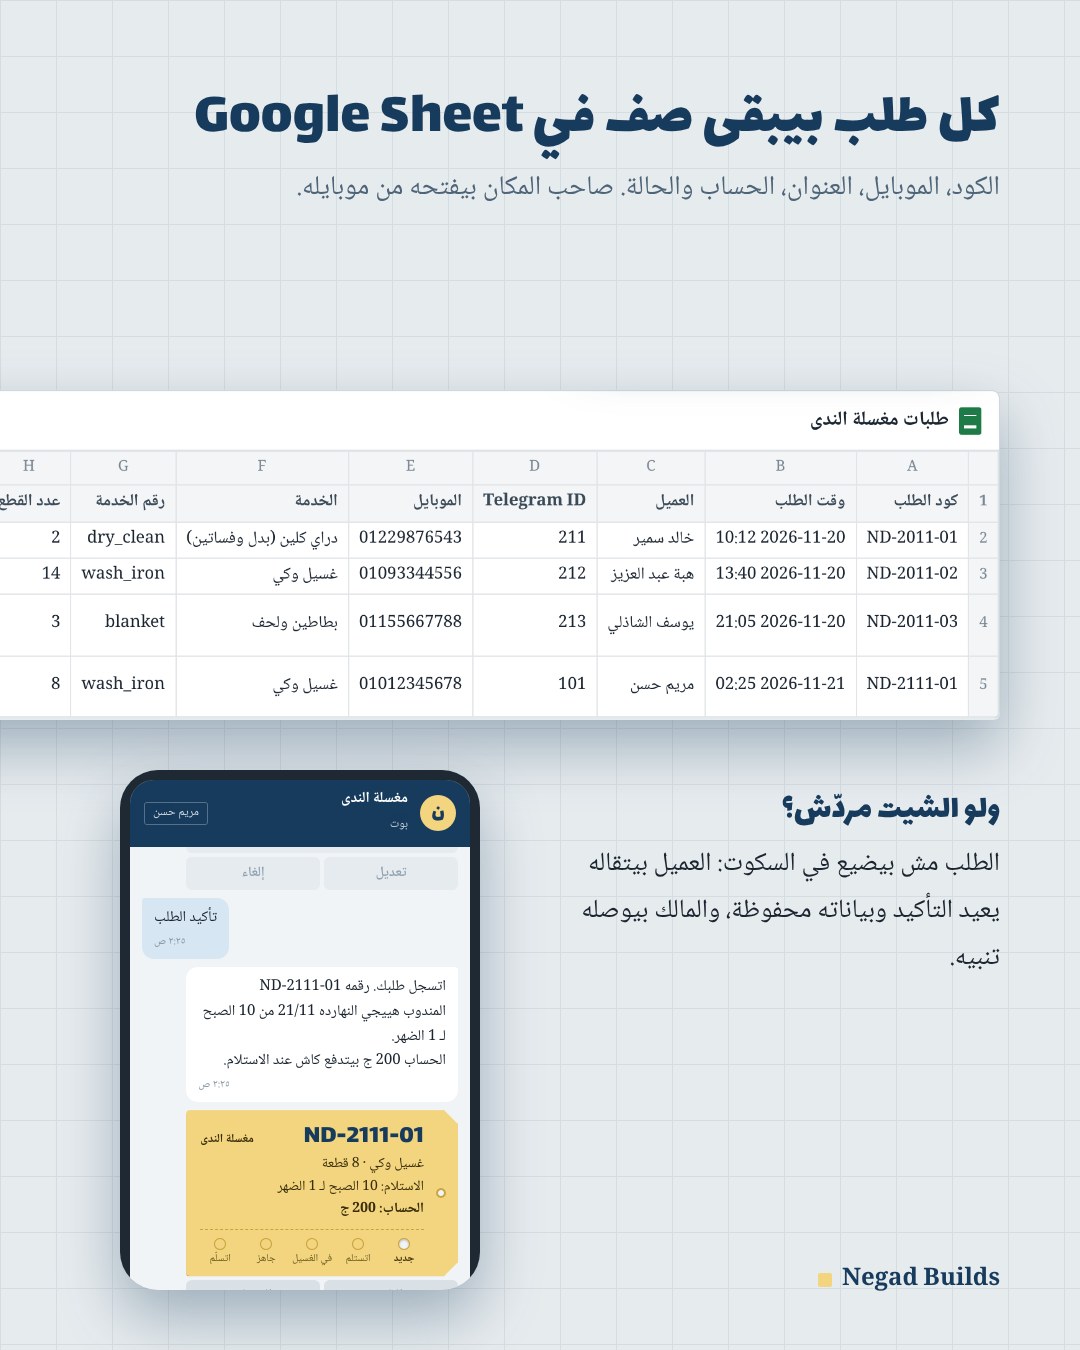 كل طلب بيبقى صف في Google Sheet
الكود، الموبايل، العنوان، الحساب والحالة. صاحب المكان بيفتحه من موبايله.
طلبات مغسلة الندى
A B C D E F G H
1 كود الطلب وقت الطلب العميل Telegram ID الموبايل الخدمة رقم الخدمة عدد القطع
2 ND-2011-01 2026-11-20 10:12 خالد سمير 211 01229876543 دراي كلين (بدل وفساتين) dry_clean 2
3 ND-2011-02 2026-11-20 13:40 هبة عبد العزيز 212 01093344556 غسيل وكي wash_iron 14
4 ND-2011-03 2026-11-20 21:05 يوسف الشاذلي 213 01155667788 بطاطين ولحف blanket 3
5 ND-2111-01 2026-11-21 02:25 مريم حسن 101 01012345678 غسيل وكي wash_iron 8
ولو الشيت مردّش؟
الطلب مش بيضيع في السكوت: العميل بيتقاله
يعيد التأكيد وبياناته محفوظة، والمالك بيوصله
تنبيه.
ن مغسلة الندى مريم حسن
بوت
تعديل إلغاء
تأكيد الطلب
٢:٢٥ ص
اتسجل طلبك. رقمه ND-2111-01
المندوب هييجي النهارده 21/11 من 10 الصبح
لـ 1 الضهر.
الحساب 200 ج بيتدفع كاش عند الاستلام.
٢:٢٥ ص
ND-2111-01 مغسلة الندى
غسيل وكي · 8 قطعة
الاستلام: 10 الصبح لـ 1 الضهر
الحساب: 200 ج
جديد اتستلم في الغسيل جاهز اتسلّم
Negad Builds